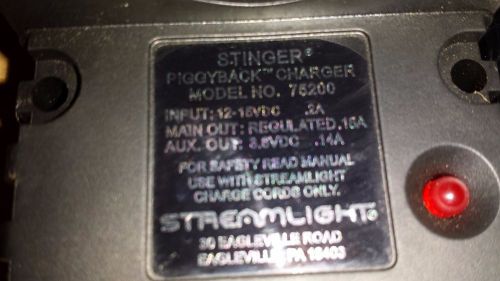 STINGER®
PIGGYBACK™ CHARGER
MODEL NO. 75200
INPUT: 12-15VDC .2A
MAIN OUT: REGULATED .15A
AUX. OUT: 3.6VDC .14A
FOR SAFETY READ MANUAL
USE WITH STREAMLIGHT
CHARGE CORDS ONLY.
STREAMLIGHT®
30 EAGLEVILLE ROAD
EAGLEVILLE, PA 19403